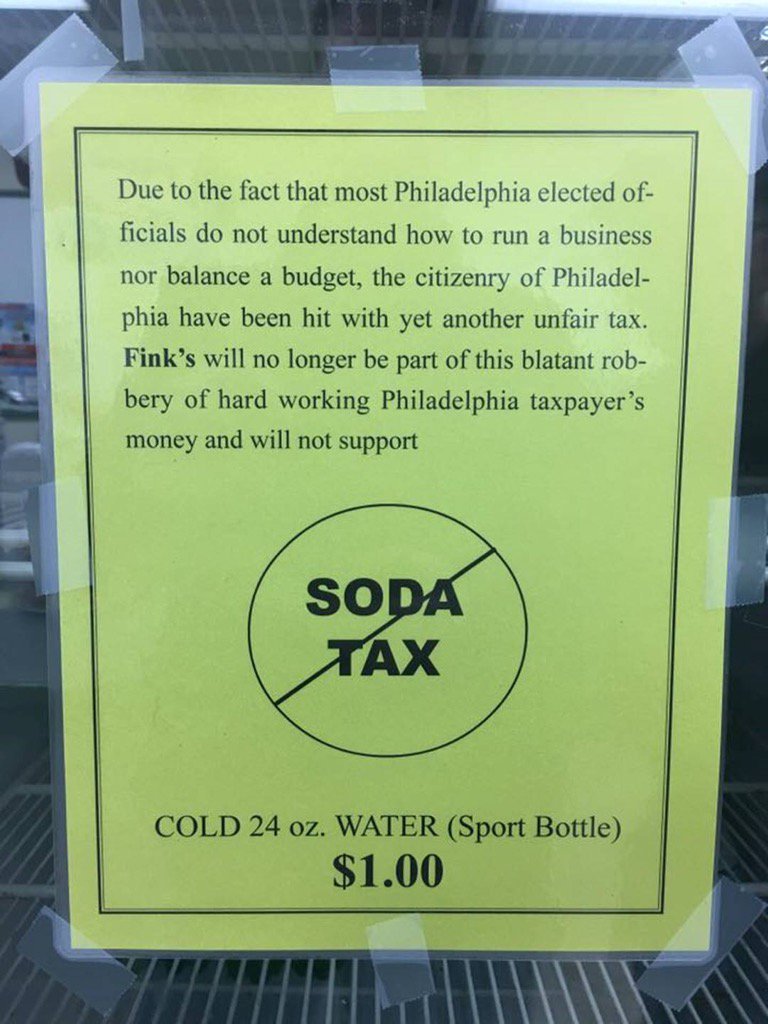 Due to the fact that most Philadelphia elected of-
ficials do not understand how to run a business
nor balance a budget, the citizenry of Philadel-
phia have been hit with yet another unfair tax.
Fink's will no longer be part of this blatant rob-
bery of hard working Philadelphia taxpayer's
money and will not support
SODA
TAX
COLD 24 oz. WATER (Sport Bottle)
$1.00